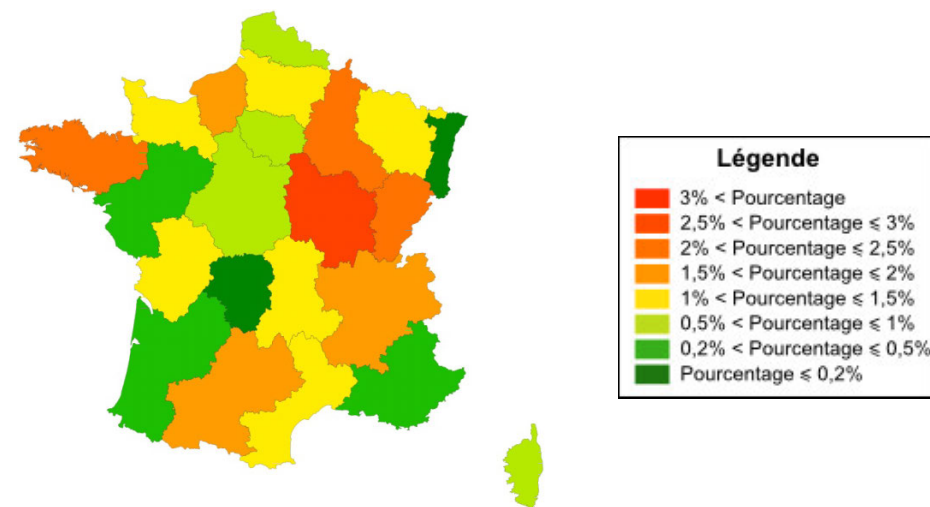 Légende
3% < Pourcentage
2,5% < Pourcentage ⩽ 3%
2% < Pourcentage ⩽ 2,5%
1,5% < Pourcentage ⩽ 2%
1% < Pourcentage ⩽ 1,5%
0,5% < Pourcentage ⩽ 1%
0,2% < Pourcentage ⩽ 0,5%
Pourcentage ⩽ 0,2%